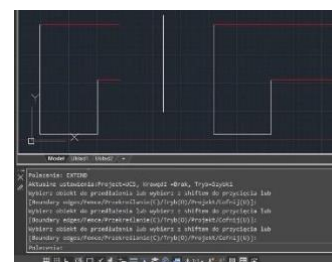 Y
X
Model Układ1 Układ2 +
Polecenie: EXTEND
Aktualne ustawienia:Projekt=UCS, Krawędź =Brak, Tryb=Szybki
Wybierz obiekt do przedłużenia lub wybierz z shiftem do przycięcia lub
[Boundary edges/Fence/Przekreślanie(C)/Tryb(O)/Projekt/Cofnij(U)]:
Wybierz obiekt do przedłużenia lub wybierz z shiftem do przycięcia lub
[Boundary edges/Fence/Przekreślanie(C)/Tryb(O)/Projekt/Cofnij(U)]:
Wybierz obiekt do przedłużenia lub wybierz z shiftem do przycięcia lub
[Boundary edges/Fence/Przekreślanie(C)/Tryb(O)/Projekt/Cofnij(U)]:
Polecenie: